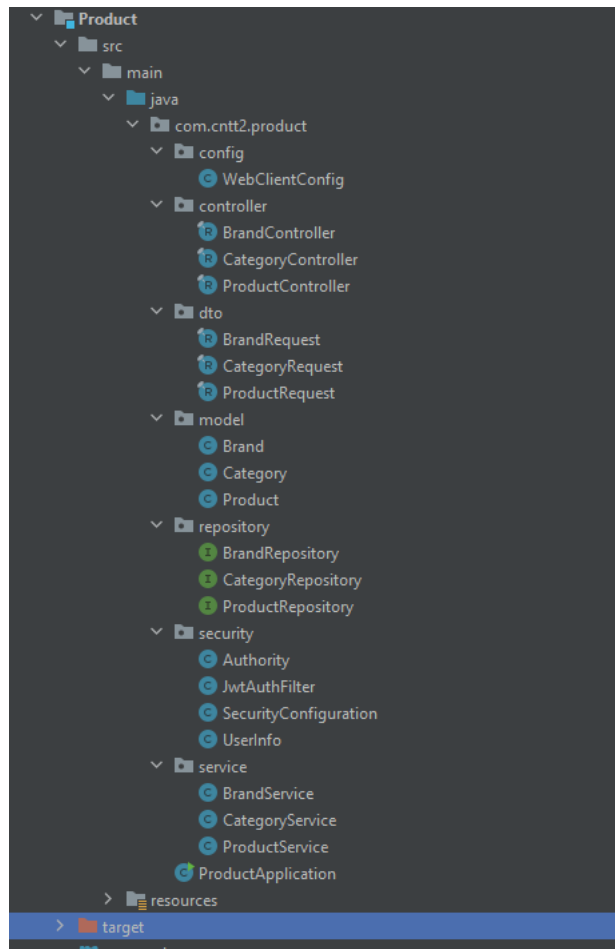 Product
src
main
java
com.cntt2.product
config
WebClientConfig
controller
BrandController
CategoryController
ProductController
dto
BrandRequest
CategoryRequest
ProductRequest
model
Brand
Category
Product
repository
BrandRepository
CategoryRepository
ProductRepository
security
Authority
JwtAuthFilter
SecurityConfiguration
UserInfo
service
BrandService
CategoryService
ProductService
ProductApplication
resources
target